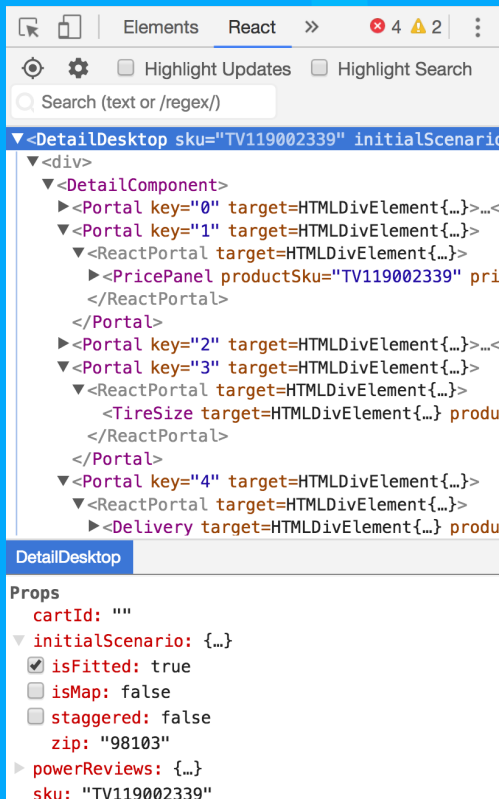 Elements React » 4 2
Highlight Updates Highlight Search
Search (text or /regex/)
<DetailDesktop sku="TV119002339" initialScenario
<div>
<DetailComponent>
<Portal key="0" target=HTMLDivElement{…}>…<
<Portal key="1" target=HTMLDivElement{…}>
<ReactPortal target=HTMLDivElement{…}>
<PricePanel productSku="TV119002339" pri
</ReactPortal>
</Portal>
<Portal key="2" target=HTMLDivElement{…}>…<
<Portal key="3" target=HTMLDivElement{…}>
<ReactPortal target=HTMLDivElement{…}>
<TireSize target=HTMLDivElement{…} produ
</ReactPortal>
</Portal>
<Portal key="4" target=HTMLDivElement{…}>
<ReactPortal target=HTMLDivElement{…}>
<Delivery target=HTMLDivElement{…} produ
DetailDesktop
Props
cartId: ""
initialScenario: {…}
isFitted: true
isMap: false
staggered: false
zip: "98103"
powerReviews: {…}
sku: "TV119002339"